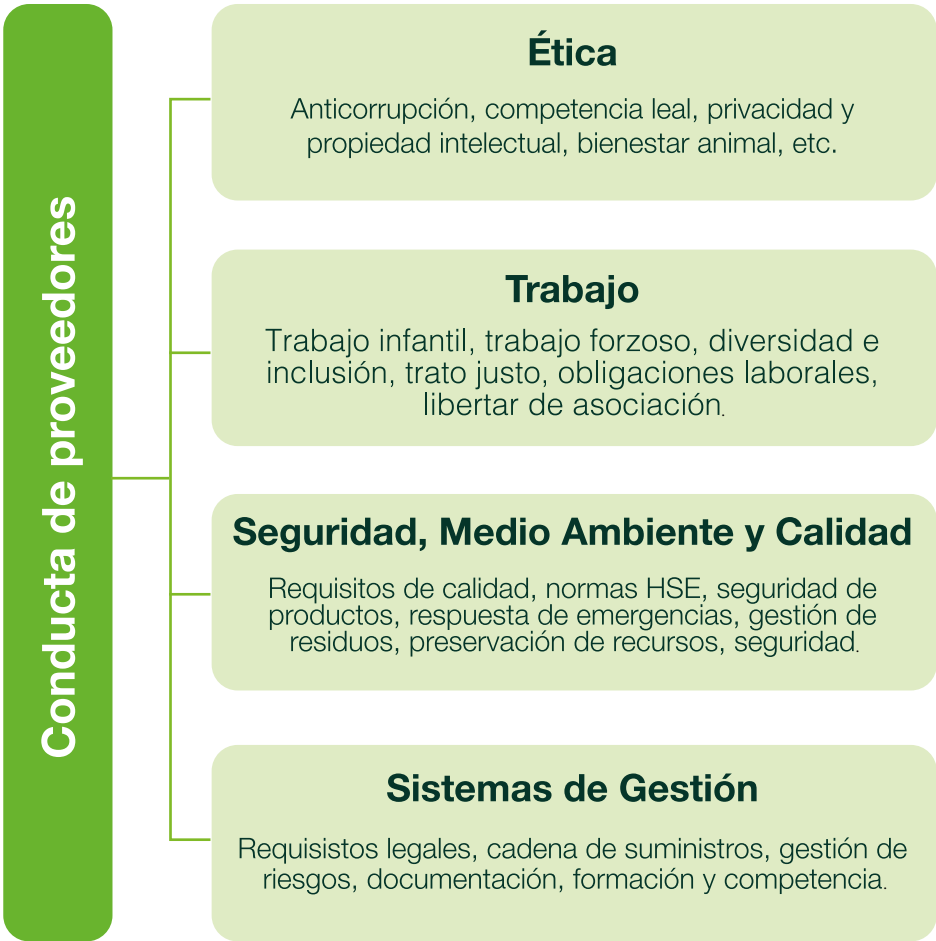 Conducta de proveedores
Ética
Anticorrupción, competencia leal, privacidad y
propiedad intelectual, bienestar animal, etc.
Trabajo
Trabajo infantil, trabajo forzoso, diversidad e
inclusión, trato justo, obligaciones laborales,
libertar de asociación.
Seguridad, Medio Ambiente y Calidad
Requisitos de calidad, normas HSE, seguridad de
productos, respuesta de emergencias, gestión de
residuos, preservación de recursos, seguridad.
Sistemas de Gestión
Requisistos legales, cadena de suministros, gestión de
riesgos, documentación, formación y competencia.